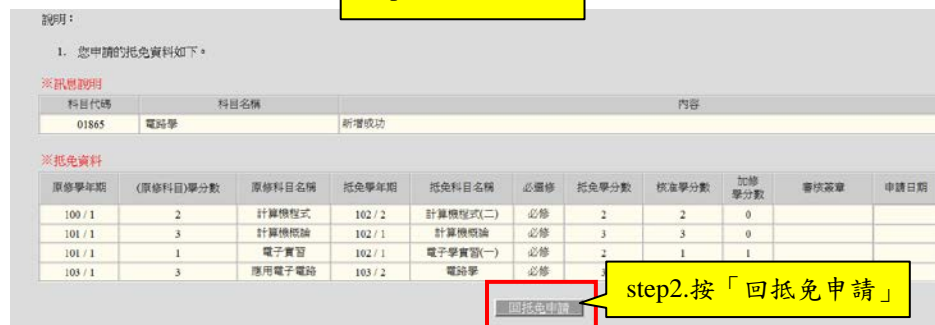 說明：
1. 您申請的抵免資料如下。
※訊息說明
科目代碼 科目名稱 內容
01865 電路學 新增成功
※抵免資料
原修學年期 (原修科目)學分數 原修科目名稱 抵免學年期 抵免科目名稱 必選修 抵免學分數 核准學分數 加修學分數 審核簽章 申請日期
100 / 1 2 計算機程式 102 / 2 計算機程式(二) 必修 2 2 0
101 / 1 3 計算機概論 102 / 1 計算機概論 必修 3 3 0
101 / 1 1 電子實習 102 / 1 電子學實習(一) 必修 2 1 1
103 / 1 3 應用電子電路 103 / 2 電路學 必修
step2.按「回抵免申請」
回抵免申請